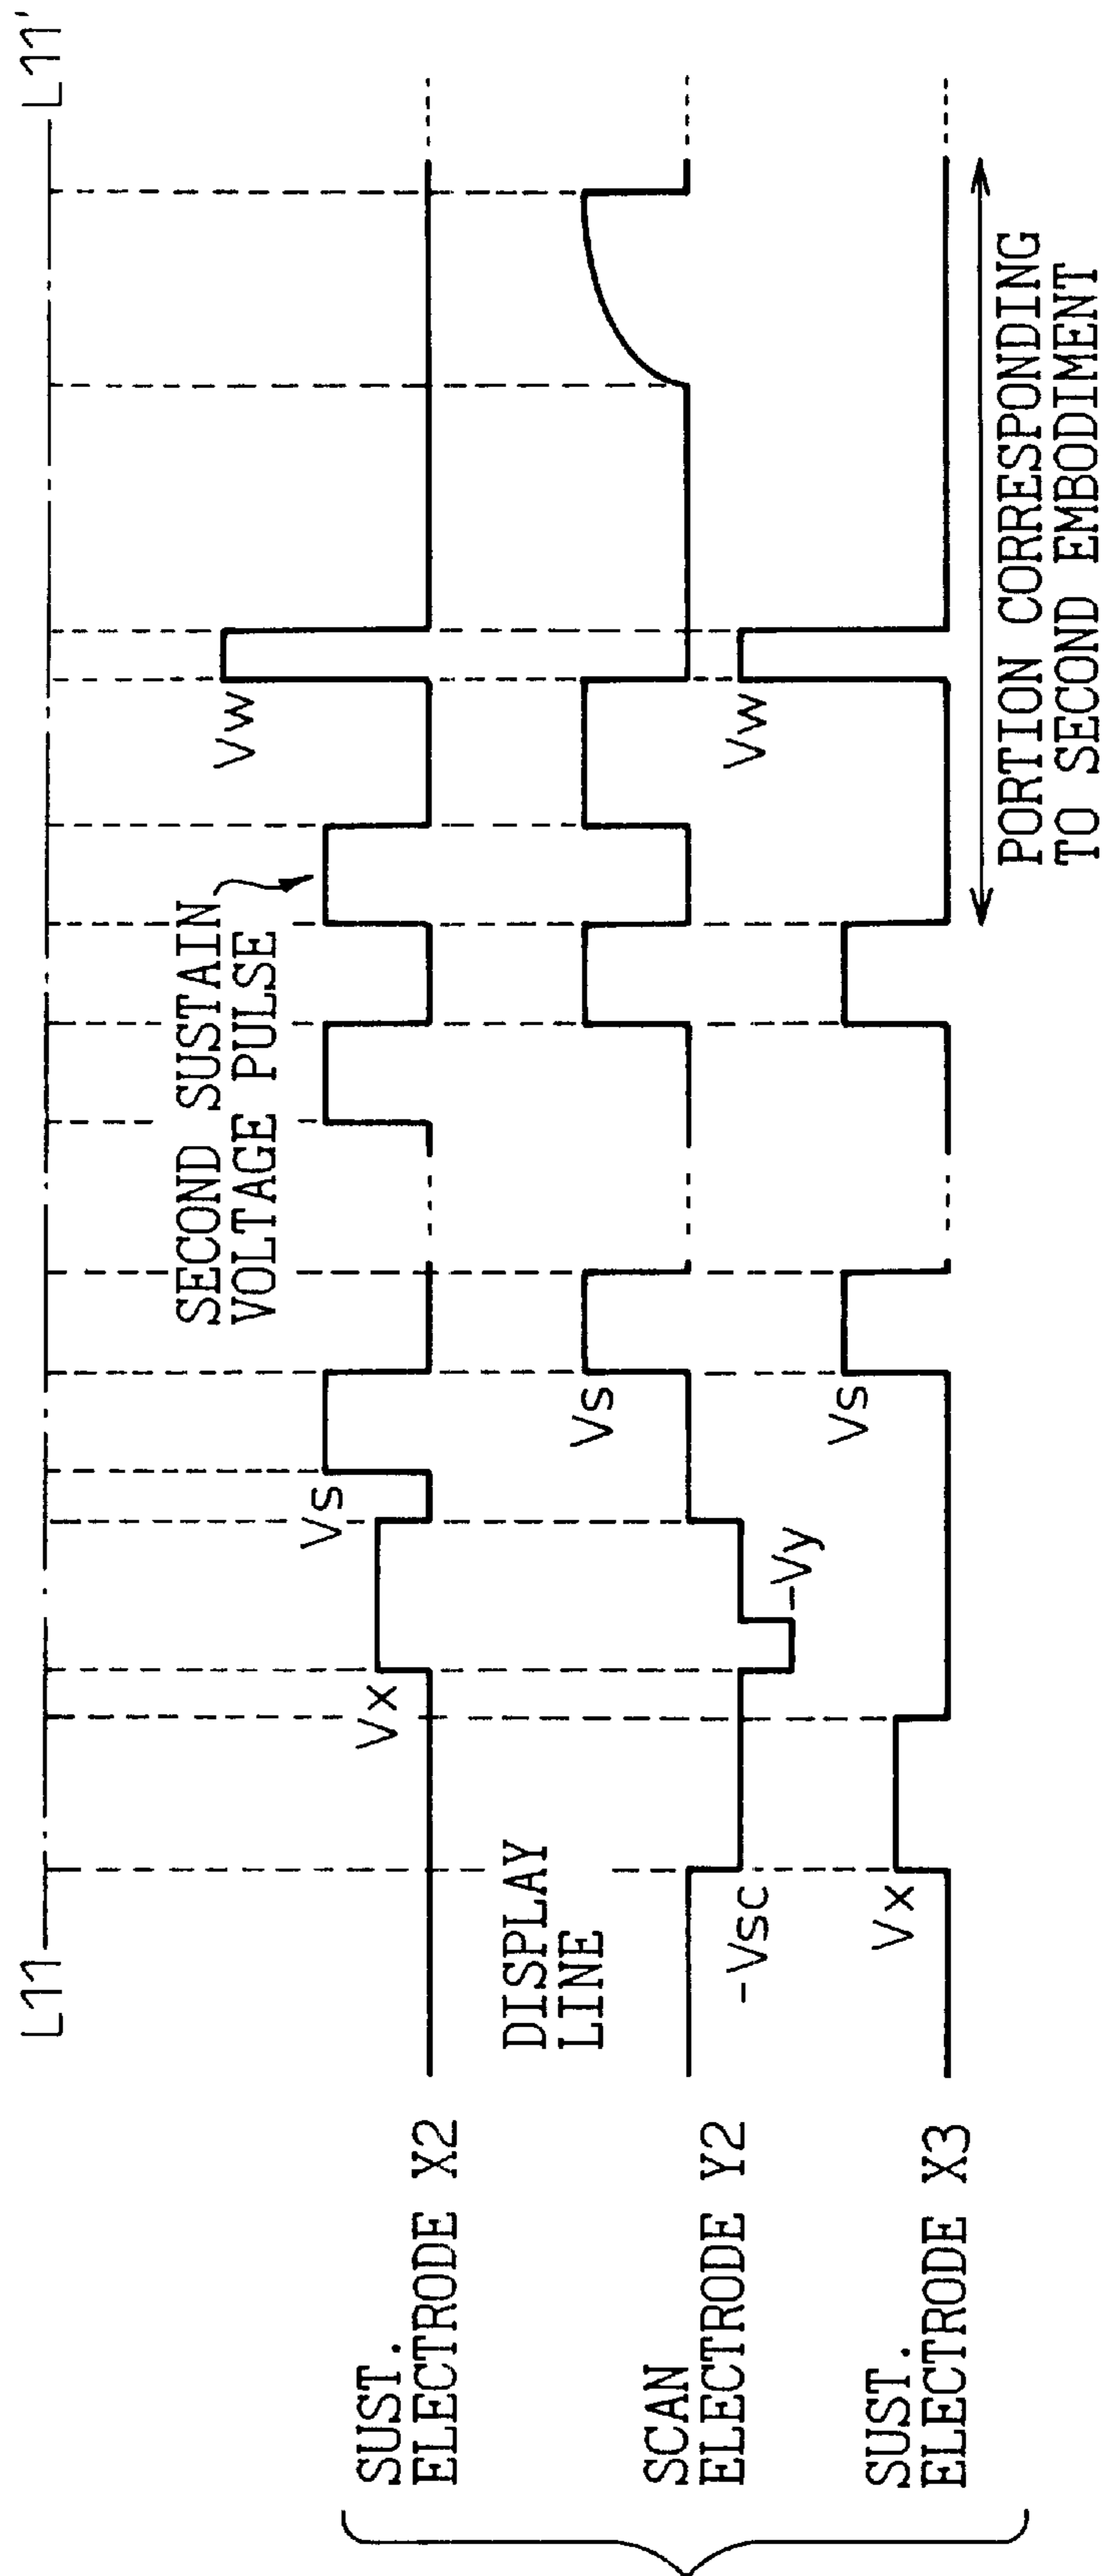 L11
L11'
SECOND SUSTAIN
VOLTAGE PULSE
SUST.
ELECTRODE X2
Vx
Vs
Vw
DISPLAY
LINE
SCAN
ELECTRODE Y2
-Vsc
-Vy
Vs
Vw
SUST.
ELECTRODE X3
Vx
Vs
PORTION CORRESPONDING
TO SECOND EMBODIMENT